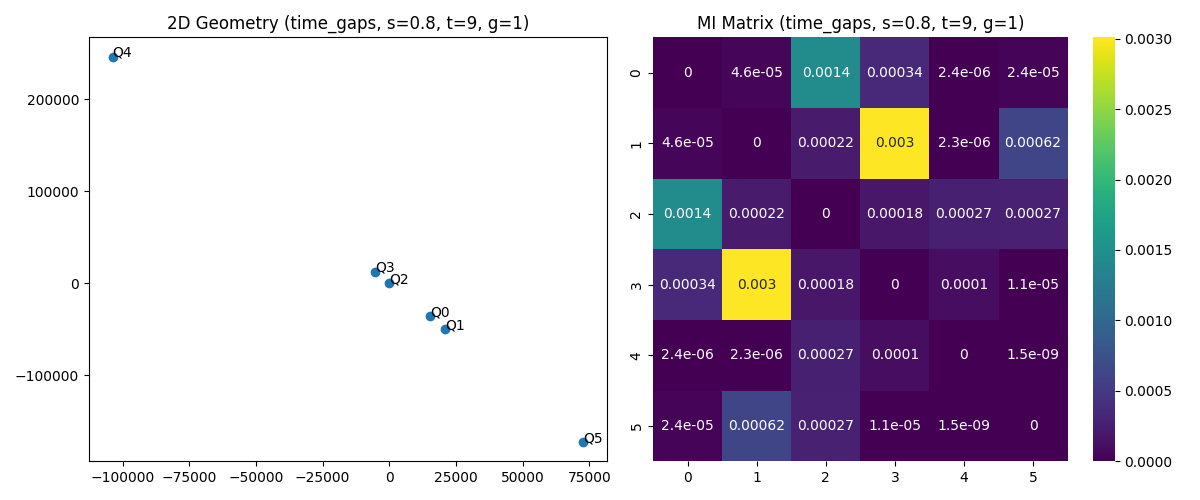 2D Geometry (time_gaps, s=0.8, t=9, g=1)
Q4
Q3
Q2
Q0
Q1
Q5
200000
100000
0
−100000
−100000 −75000 −50000 −25000 0 25000 50000 75000
MI Matrix (time_gaps, s=0.8, t=9, g=1)
0 0 4.6e-05 0.0014 0.00034 2.4e-06 2.4e-05
1 4.6e-05 0 0.00022 0.003 2.3e-06 0.00062
2 0.0014 0.00022 0 0.00018 0.00027 0.00027
3 0.00034 0.003 0.00018 0 0.0001 1.1e-05
4 2.4e-06 2.3e-06 0.00027 0.0001 0 1.5e-09
5 2.4e-05 0.00062 0.00027 1.1e-05 1.5e-09 0
0 1 2 3 4 5
0.0030
0.0025
0.0020
0.0015
0.0010
0.0005
0.0000